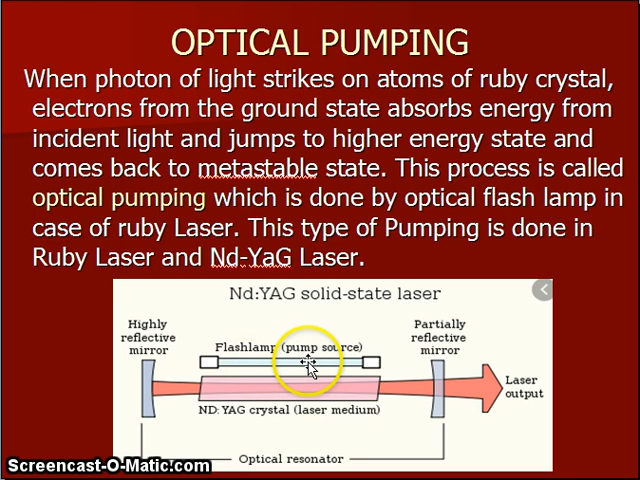 OPTICAL PUMPING
When photon of light strikes on atoms of ruby crystal,
electrons from the ground state absorbs energy from
incident light and jumps to higher energy state and
comes back to metastable state. This process is called
optical pumping which is done by optical flash lamp in
case of ruby Laser. This type of Pumping is done in
Ruby Laser and Nd-YaG Laser.
Nd:YAG solid-state laser
Highly
reflective
mirror
Flashlamp (pump source)
Partially
reflective
mirror
Laser
output
ND: YAG crystal (laser medium)
Optical resonator
Screencast-O-Matic.com